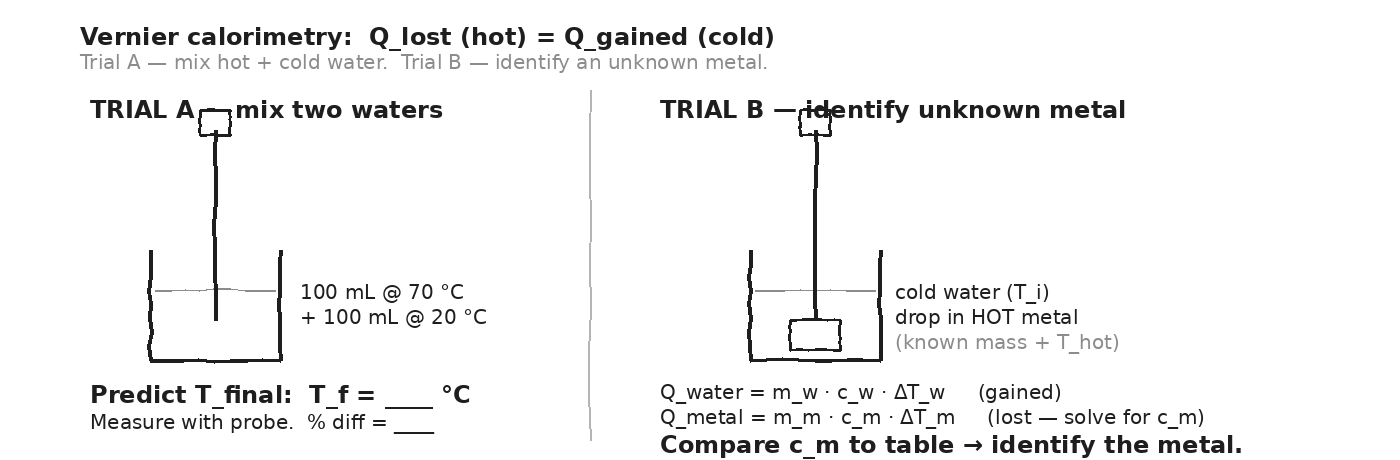 Vernier calorimetry:  Q_lost (hot) = Q_gained (cold)
Trial A — mix hot + cold water.  Trial B — identify an unknown metal.
TRIAL A — mix two waters
100 mL @ 70 °C
+ 100 mL @ 20 °C
Predict T_final:  T_f = ____ °C
Measure with probe.  % diff = ____
TRIAL B — identify unknown metal
cold water (T_i)
drop in HOT metal
(known mass + T_hot)
Q_water = m_w · c_w · ΔT_w     (gained)
Q_metal = m_m · c_m · ΔT_m     (lost — solve for c_m)
Compare c_m to table → identify the metal.